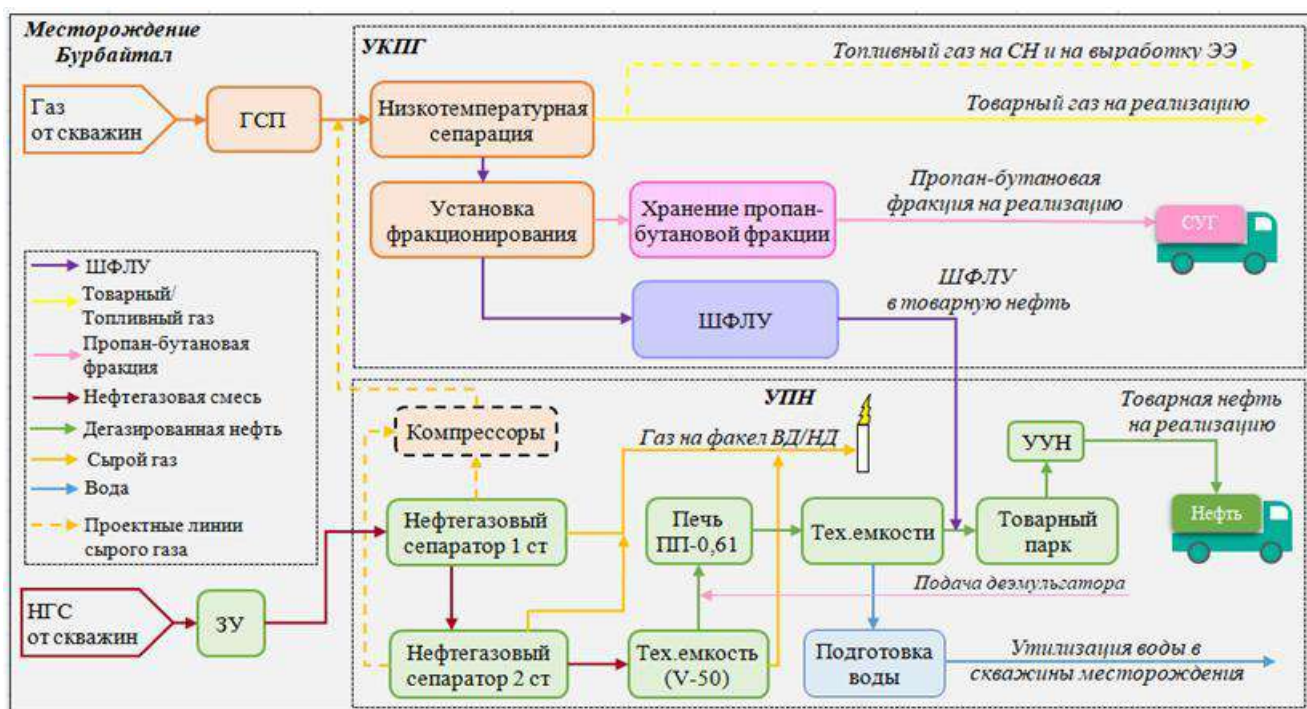 Месторождение
Бурбайтал
УКПГ
Топливный газ на СН и на выработку ЭЭ
Газ
от скважин
ГСП
Низкотемпературная
сепарация
Товарный газ на реализацию
Установка
фракционирования
Хранение пропан-
бутановой фракции
Пропан-бутановая
фракция на реализацию
СУГ
ШФЛУ
ШФЛУ
в товарную нефть
ШФЛУ
Товарный/
Топливный газ
Пропан-бутановая
фракция
Нефтегазовая смесь
Дегазированная нефть
Сырой газ
Вода
Проектные линии
сырого газа
УПН
Компрессоры
Газ на факел ВД/НД
Товарная нефть
на реализацию
УУН
Нефтегазовый
сепаратор 1 ст
Печь
ПП-0,61
Тех.емкости
Товарный
парк
Нефть
Подача деэмульгатора
НГС
от скважин
ЗУ
Нефтегазовый
сепаратор 2 ст
Тех.емкость
(V-50)
Подготовка
воды
Утилизация воды в
скважины месторождения